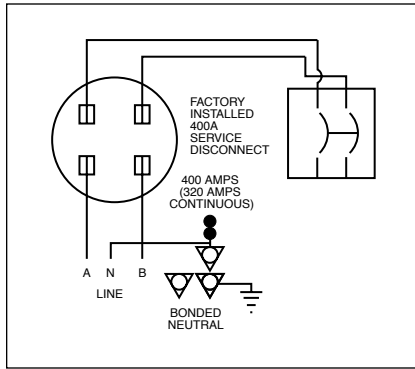 FACTORY
INSTALLED
400A
SERVICE
DISCONNECT
400 AMPS
(320 AMPS
CONTINUOUS)
A N B
LINE
BONDED
NEUTRAL